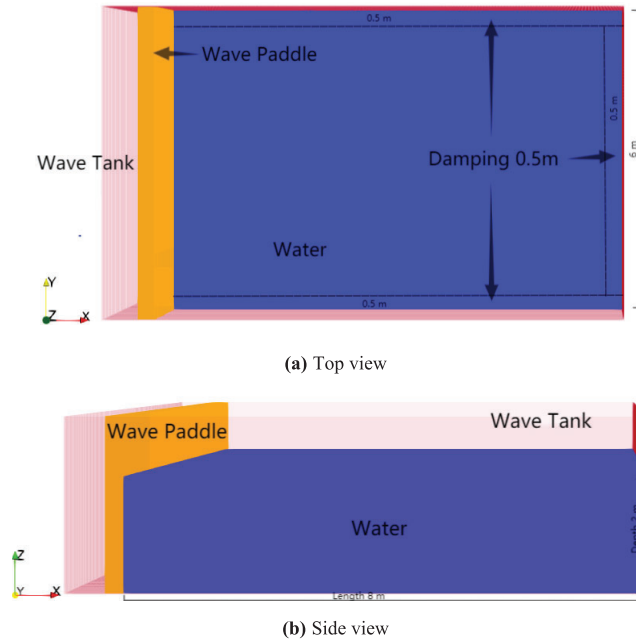 0.5 m
Wave Paddle
0.5 m
Wave Tank
Damping 0.5m
Water
0.5 m
Y
Z
X
(a) Top view
Wave Paddle
Wave Tank
Water
Z
Y
X
Length 8 m
(b) Side view